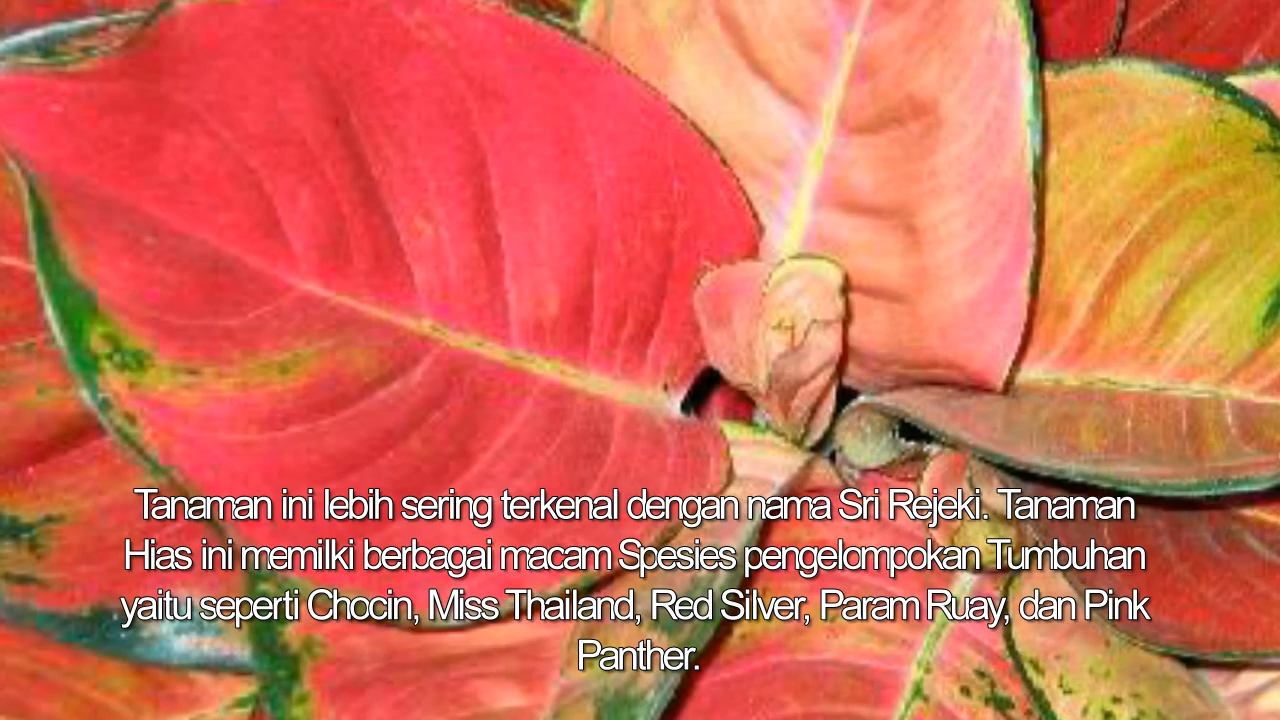 Tanaman ini lebih sering terkenal dengan nama Sri Rejeki. Tanaman
Hias ini memilki berbagai macam Spesies pengelompokan Tumbuhan
yaitu seperti Chocin, Miss Thailand, Red Silver, Param Ruay, dan Pink
Panther.